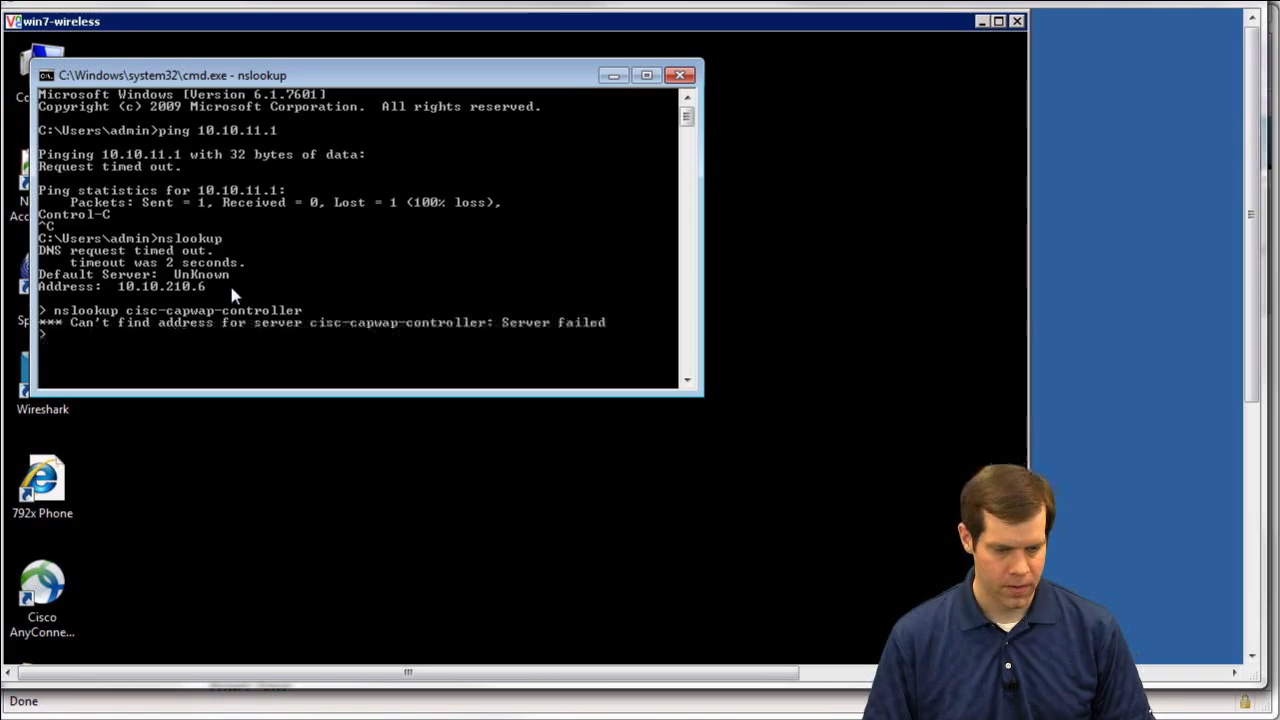 win7-wireless
C:\Windows\system32\cmd.exe - nslookup
Microsoft Windows [Version 6.1.7601]
Copyright (c) 2009 Microsoft Corporation.  All rights reserved.
C:\Users\admin>ping 10.10.11.1
Pinging 10.10.11.1 with 32 bytes of data:
Request timed out.
Ping statistics for 10.10.11.1:
Packets: Sent = 1, Received = 0, Lost = 1 (100% loss),
Control-C
^C
C:\Users\admin>nslookup
DNS request timed out.
timeout was 2 seconds.
Default Server:  UnKnown
Address:  10.10.210.6
> nslookup cisc-capwap-controller
*** Can't find address for server cisc-capwap-controller: Server failed
>
Wireshark
792x Phone
Cisco
AnyConne...
Done